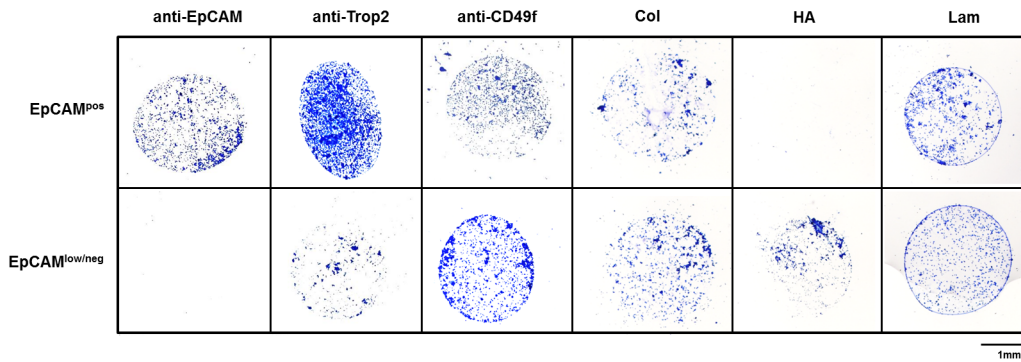 anti-EpCAM anti-Trop2 anti-CD49f Col HA Lam
EpCAMpos
EpCAMlow/neg
1mm